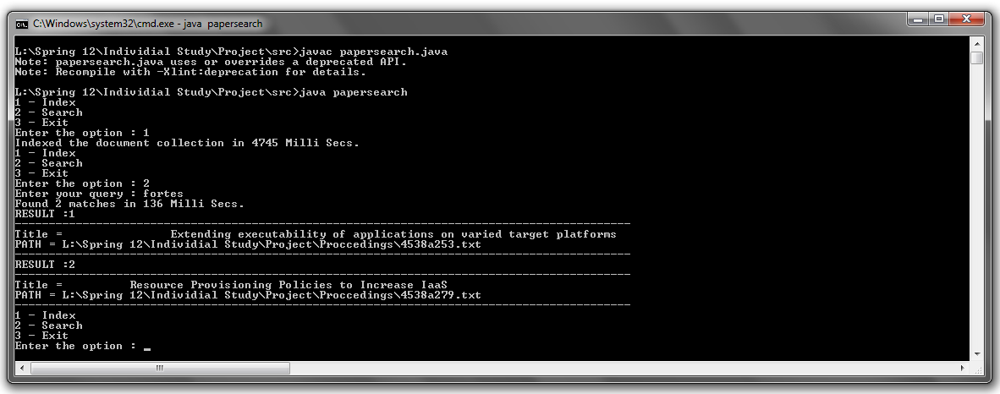 C:\Windows\system32\cmd.exe - java  papersearch
L:\Spring 12\Individial Study\Project\src>javac papersearch.java
Note: papersearch.java uses or overrides a deprecated API.
Note: Recompile with -Xlint:deprecation for details.
L:\Spring 12\Individial Study\Project\src>java papersearch
1 - Index
2 - Search
3 - Exit
Enter the option : 1
Indexed the document collection in 4745 Milli Secs.
1 - Index
2 - Search
3 - Exit
Enter the option : 2
Enter your query : fortes
Found 2 matches in 136 Milli Secs.
RESULT :1
Title =                Extending executability of applications on varied target platforms
PATH = L:\Spring 12\Individial Study\Project\Proccedings\4538a253.txt
RESULT :2
Title =          Resource Provisioning Policies to Increase IaaS
PATH = L:\Spring 12\Individial Study\Project\Proccedings\4538a279.txt
1 - Index
2 - Search
3 - Exit
Enter the option : _